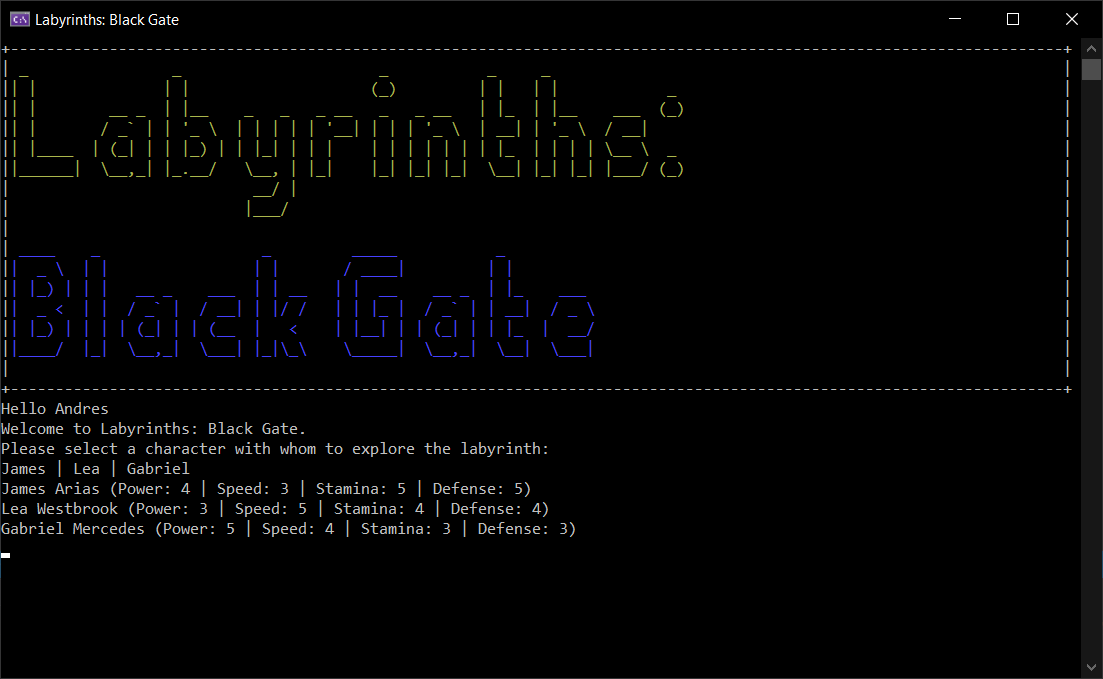 Labyrinths: Black Gate
Labyrinths:
Black Gate
Hello Andres
Welcome to Labyrinths: Black Gate.
Please select a character with whom to explore the labyrinth:
James | Lea | Gabriel
James Arias (Power: 4 | Speed: 3 | Stamina: 5 | Defense: 5)
Lea Westbrook (Power: 3 | Speed: 5 | Stamina: 4 | Defense: 4)
Gabriel Mercedes (Power: 5 | Speed: 4 | Stamina: 3 | Defense: 3)